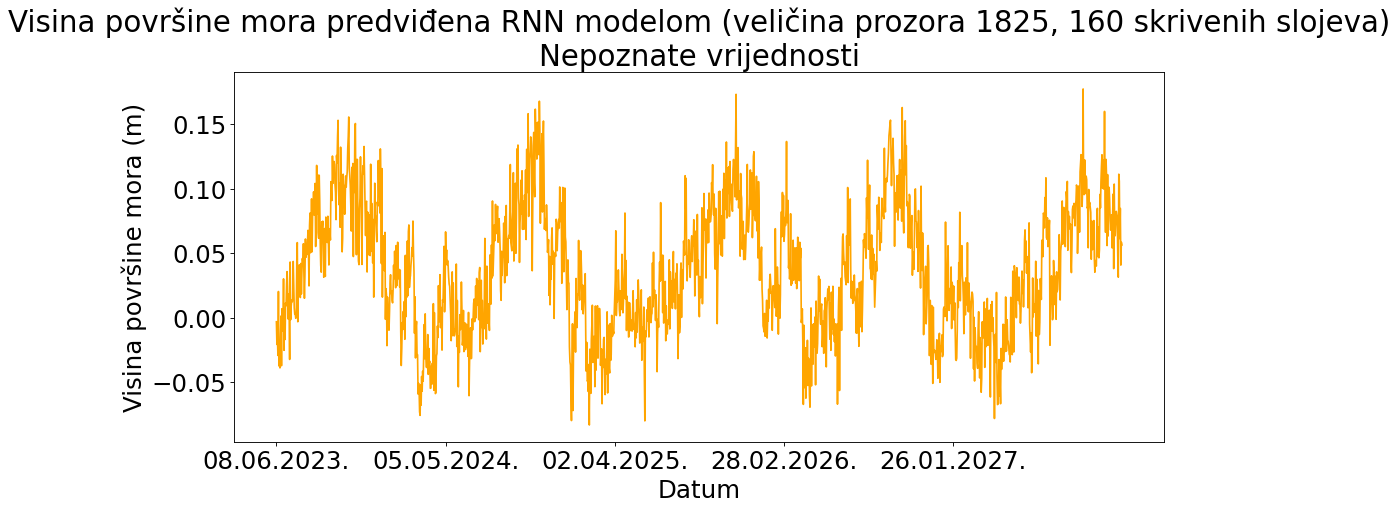 Visina površine mora predviđena RNN modelom (veličina prozora 1825, 160 skrivenih slojeva)
Nepoznate vrijednosti
Visina površine mora (m)
0.15
0.10
0.05
0.00
−0.05
08.06.2023. 05.05.2024. 02.04.2025. 28.02.2026. 26.01.2027.
Datum